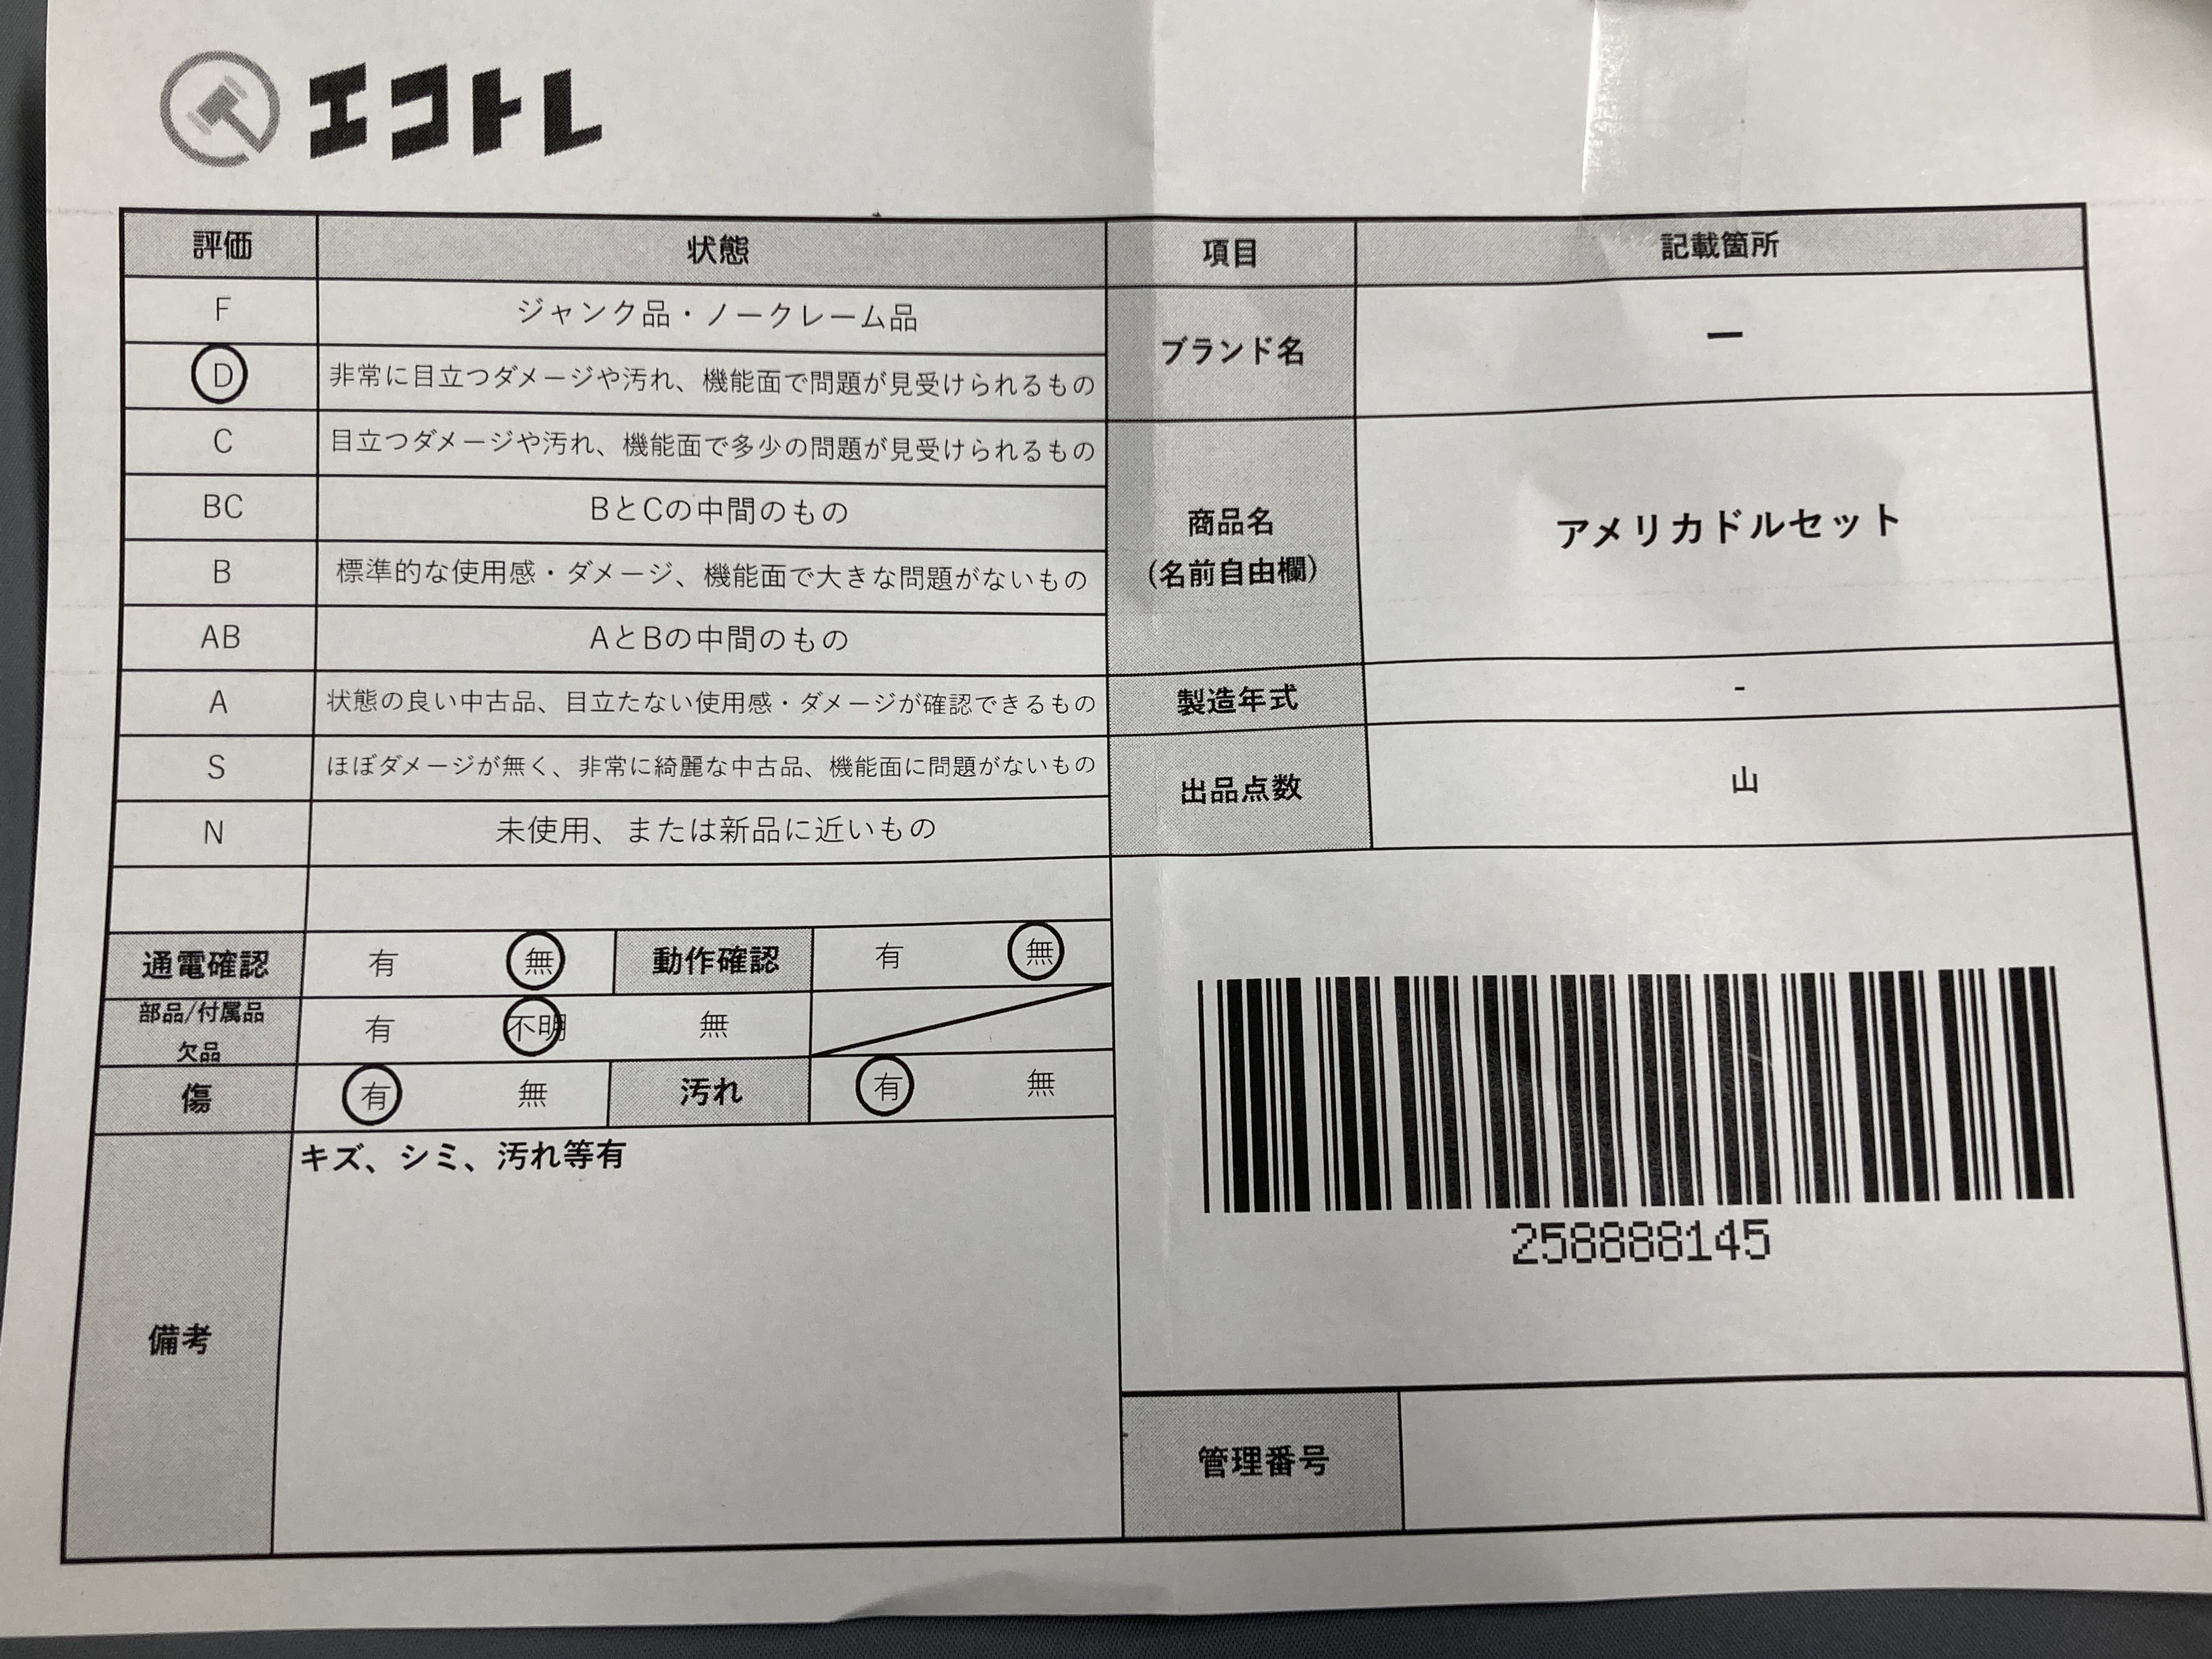 エコトレ
評価 状態 項目 記載箇所
F ジャンク品・ノークレーム品
D 非常に目立つダメージや汚れ、機能面で問題が見受けられるもの
C 目立つダメージや汚れ、機能面で多少の問題が見受けられるもの
BC BとCの中間のもの
B 標準的な使用感・ダメージ、機能面で大きな問題がないもの
AB AとBの中間のもの
A 状態の良い中古品、目立たない使用感・ダメージが確認できるもの
S ほぼダメージが無く、非常に綺麗な中古品、機能面に問題がないもの
N 未使用、または新品に近いもの
ブランド名 ー
商品名
(名前自由欄)
アメリカドルセット
製造年式 -
出品点数 山
通電確認 有 無 動作確認 有 無
部品/付属品
欠品
有 不明 無
傷 有 無 汚れ 有 無
備考
キズ、シミ、汚れ等有
258888145
管理番号